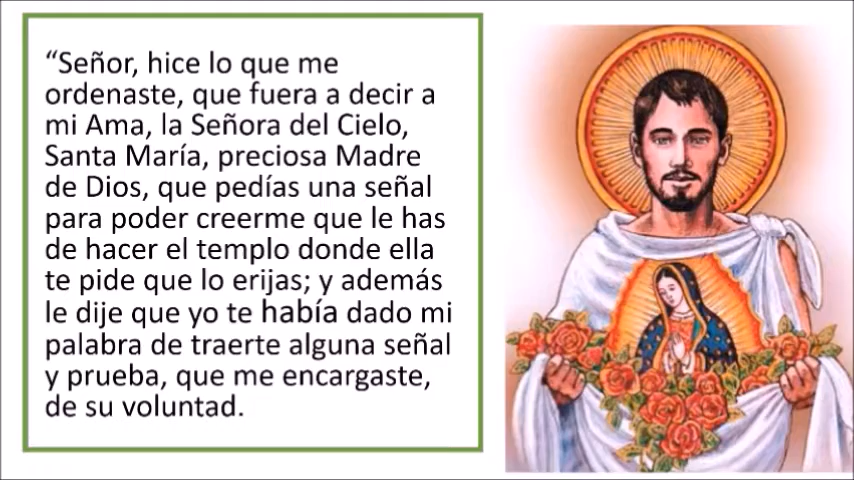 “Señor, hice lo que me
ordenaste, que fuera a decir a
mi Ama, la Señora del Cielo,
Santa María, preciosa Madre
de Dios, que pedías una señal
para poder creerme que le has
de hacer el templo donde ella
te pide que lo erijas; y además
le dije que yo te había dado mi
palabra de traerte alguna señal
y prueba, que me encargaste,
de su voluntad.